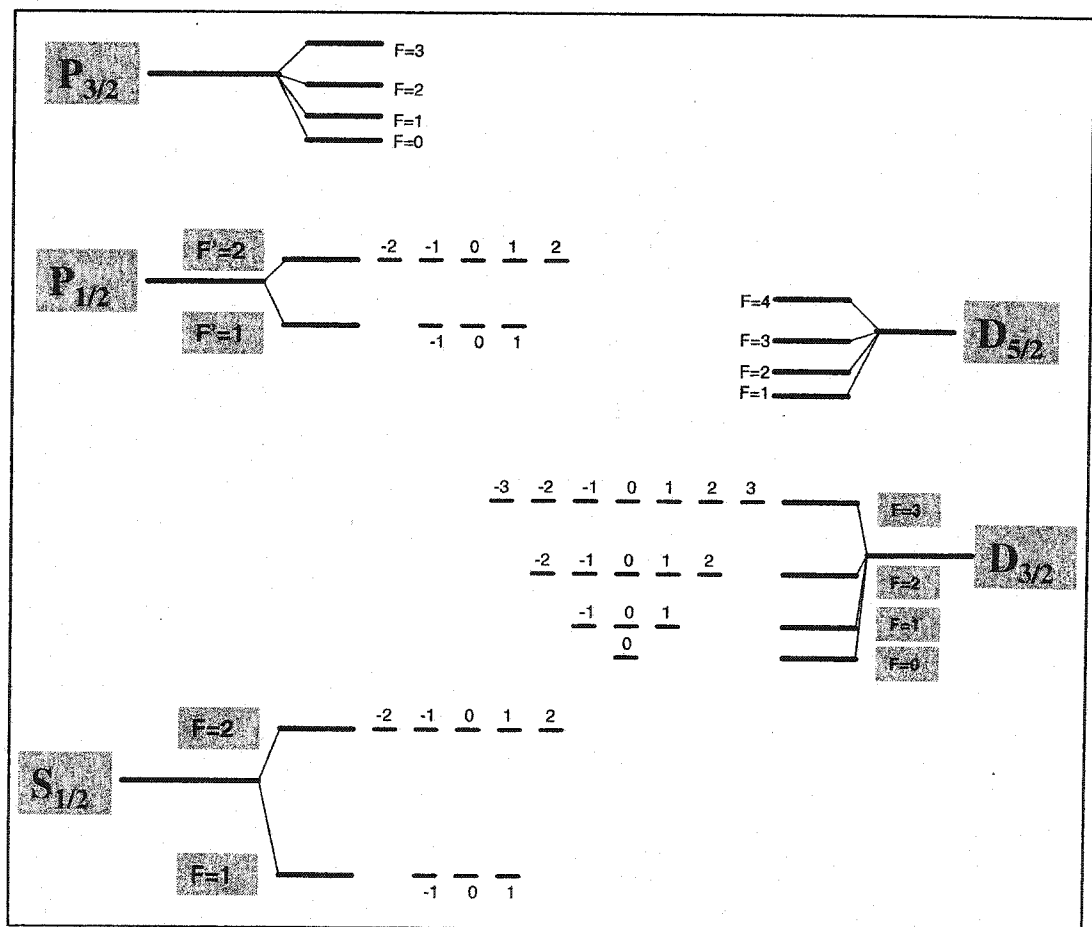 F=3
P3/2
F=2
F=1
F=0
F'=2 -2 -1 0 1 2
P1/2
F'=1 -1 0 1
F=4
F=3
D5/2
F=2
F=1
-3 -2 -1 0 1 2 3 F=3
D3/2
-2 -1 0 1 2 F=2
-1 0 1 F=1
0 F=0
F=2 -2 -1 0 1 2
S1/2
F=1 -1 0 1